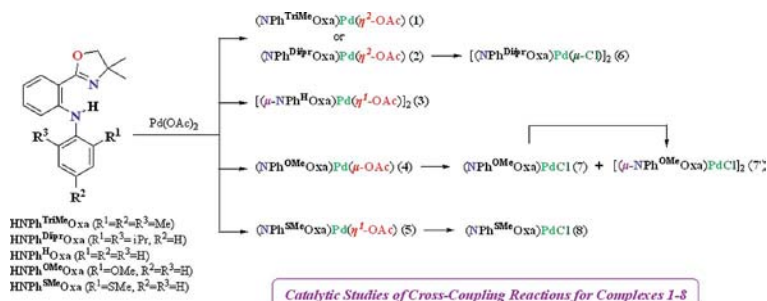 (NPh^TriMeOxa)Pd(η²-OAc) (1)
or
(NPh^DiiprOxa)Pd(η²-OAc) (2) → [(NPh^DiiprOxa)Pd(μ-Cl)]₂ (6)
[(μ-NPh^HOxa)Pd(η¹-OAc)]₂ (3)
(NPh^OMeOxa)Pd(μ-OAc) (4) → (NPh^OMeOxa)PdCl (7) + [(μ-NPh^OMeOxa)PdCl]₂ (7')
(NPh^SMeOxa)Pd(η¹-OAc) (5) → (NPh^SMeOxa)PdCl (8)
Pd(OAc)₂
O
N
H
N
R³
R¹
R²
HNPh^TriMeOxa (R¹=R²=R³=Me)
HNPh^DiiprOxa (R¹=R³=iPr, R²=H)
HNPh^HOxa (R¹=R²=R³=H)
HNPh^OMeOxa (R¹=OMe, R²=R³=H)
HNPh^SMeOxa (R¹=SMe, R²=R³=H)
Catalytic Studies of Cross-Coupling Reactions for Complexes 1-8